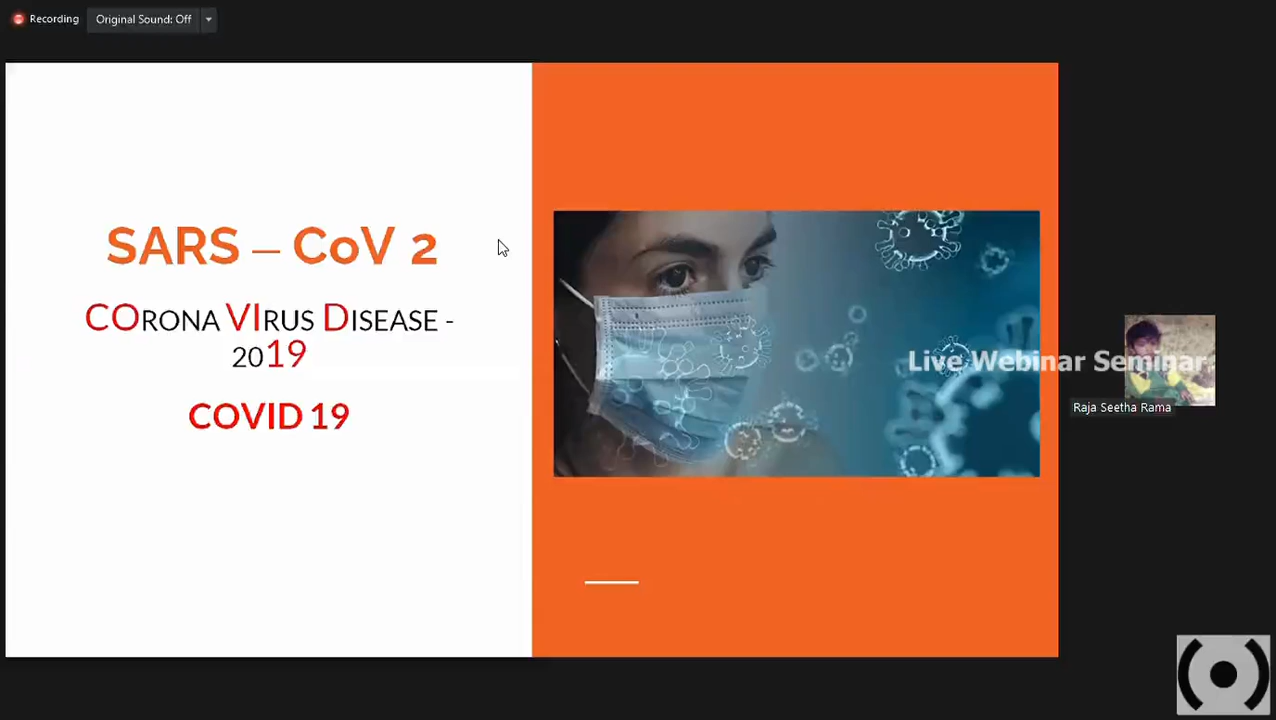 Recording
Original Sound: Off
SARS – CoV 2
CORONA VIRUS DISEASE -
2019
COVID 19
Live Webinar Seminar
Raja Seetha Rama